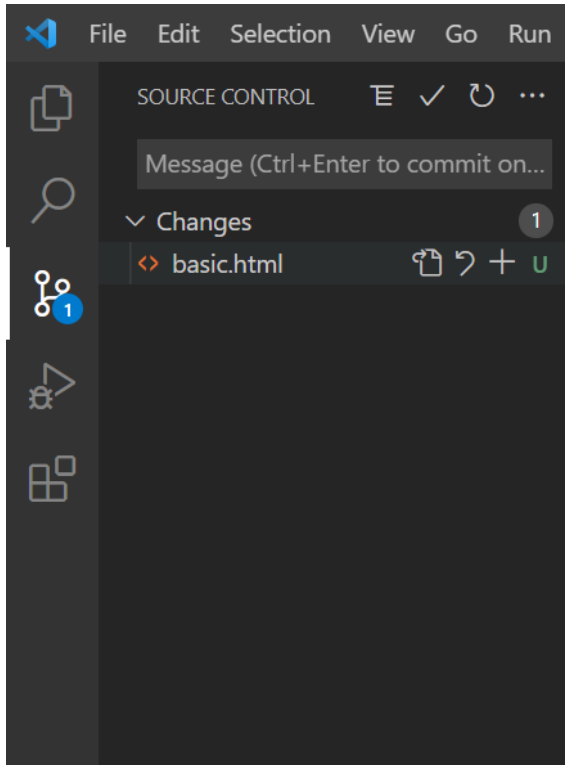 File Edit Selection View Go Run
SOURCE CONTROL
Message (Ctrl+Enter to commit on...
Changes 1
basic.html U
1